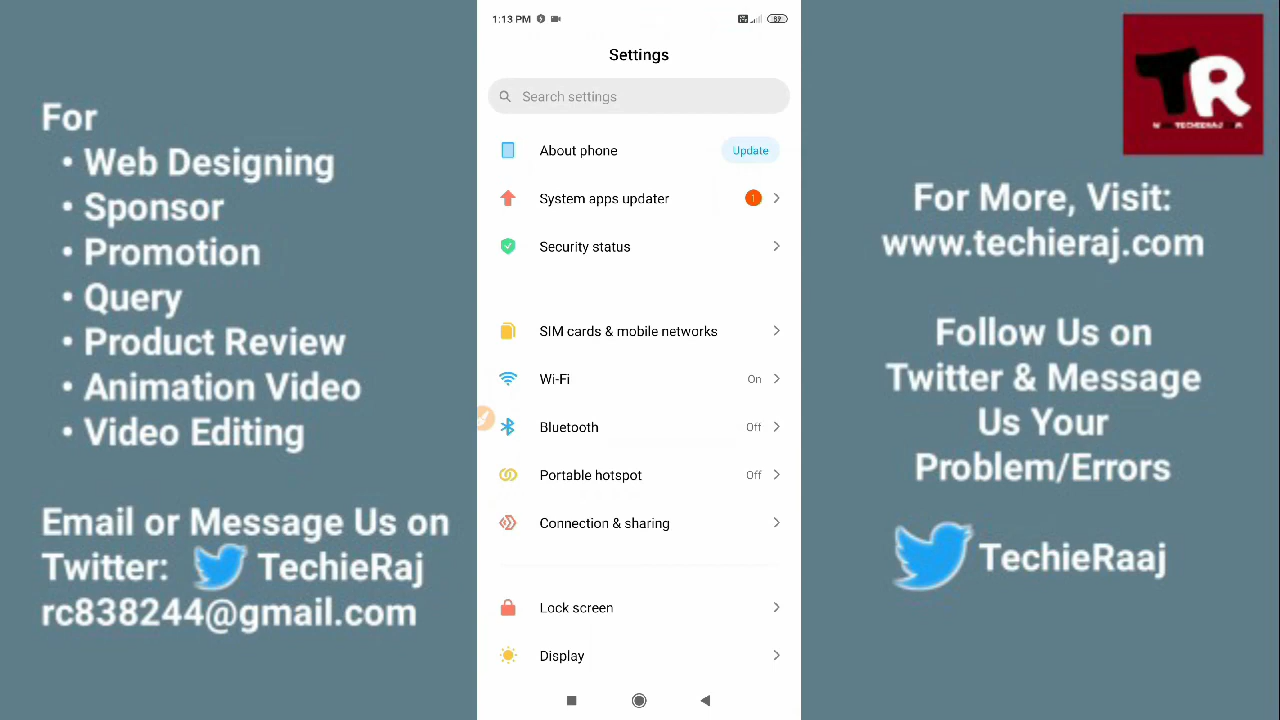 For
• Web Designing
• Sponsor
• Promotion
• Query
• Product Review
• Animation Video
• Video Editing
Email or Message Us on
Twitter: TechieRaj
rc838244@gmail.com
1:13 PM
89
Settings
Search settings
About phone
Update
System apps updater
1
Security status
SIM cards & mobile networks
Wi-Fi
On
Bluetooth
Off
Portable hotspot
Off
Connection & sharing
Lock screen
Display
TR
For More, Visit:
www.techieraj.com
Follow Us on
Twitter & Message
Us Your
Problem/Errors
TechieRaaj